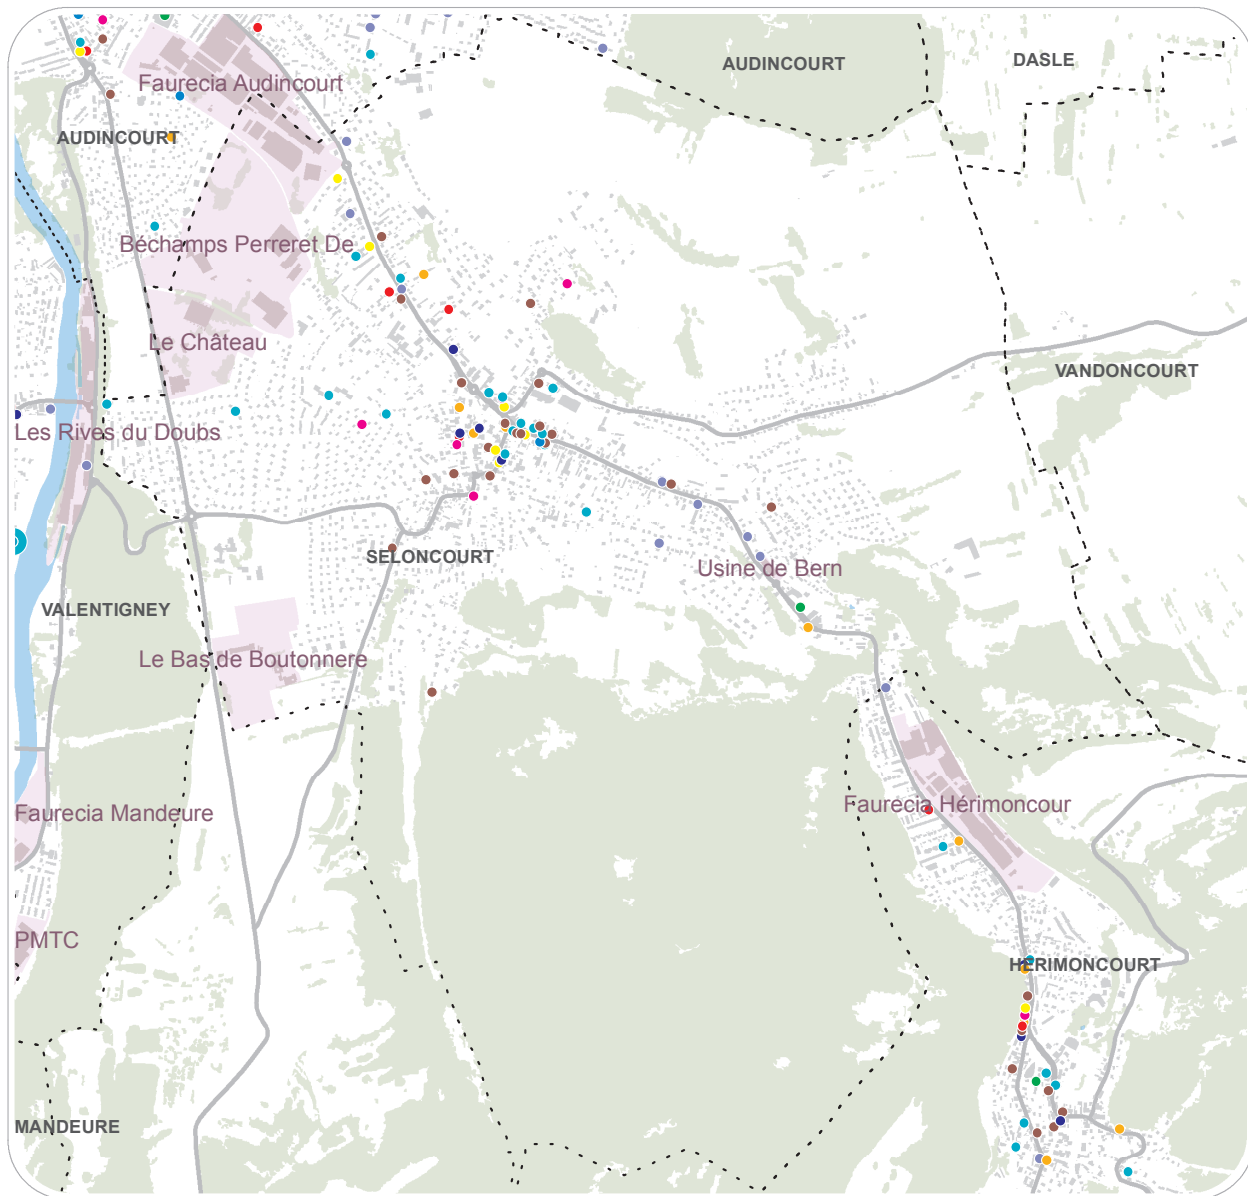 AUDINCOURT
DASLE
Faurecia Audincourt
AUDINCOURT
Béchamps Perreret De
Le Château
VANDONCOURT
Les Rives du Doubs
SELONCOURT
Usine de Bern
VALENTIGNEY
Le Bas de Boutonnere
Faurecia Mandeure
Faurecia Hérimoncour
PMTC
HERIMONCOURT
MANDEURE